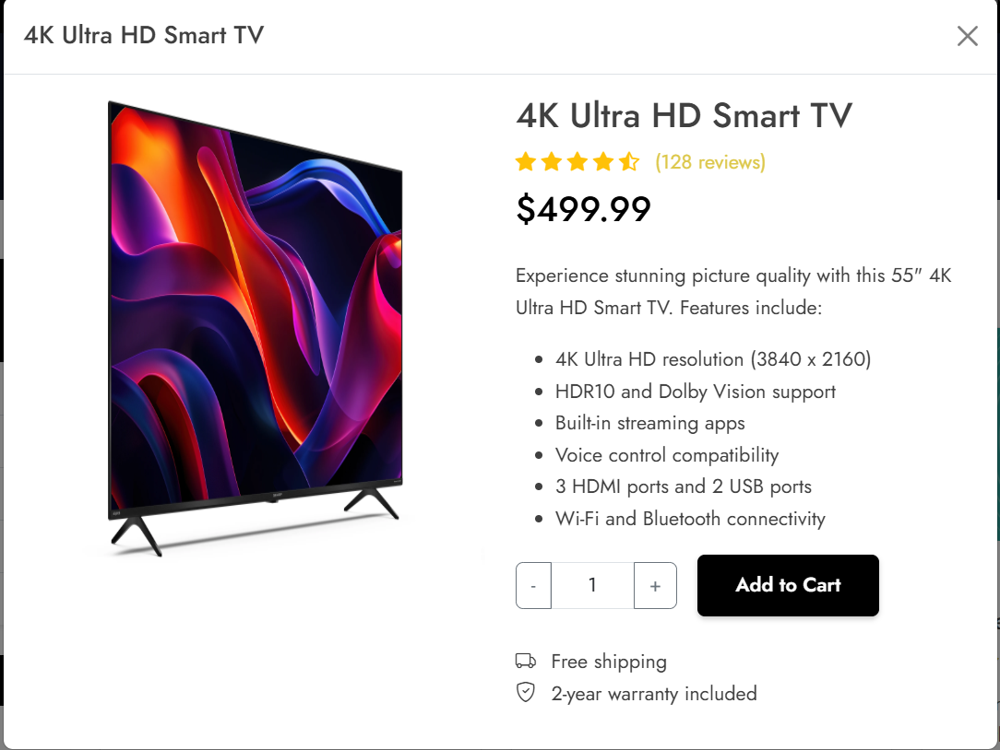 4K Ultra HD Smart TV
4K Ultra HD Smart TV
(128 reviews)
$499.99
Experience stunning picture quality with this 55" 4K
Ultra HD Smart TV. Features include:
4K Ultra HD resolution (3840 x 2160)
HDR10 and Dolby Vision support
Built-in streaming apps
Voice control compatibility
3 HDMI ports and 2 USB ports
Wi-Fi and Bluetooth connectivity
- 1 + Add to Cart
Free shipping
2-year warranty included